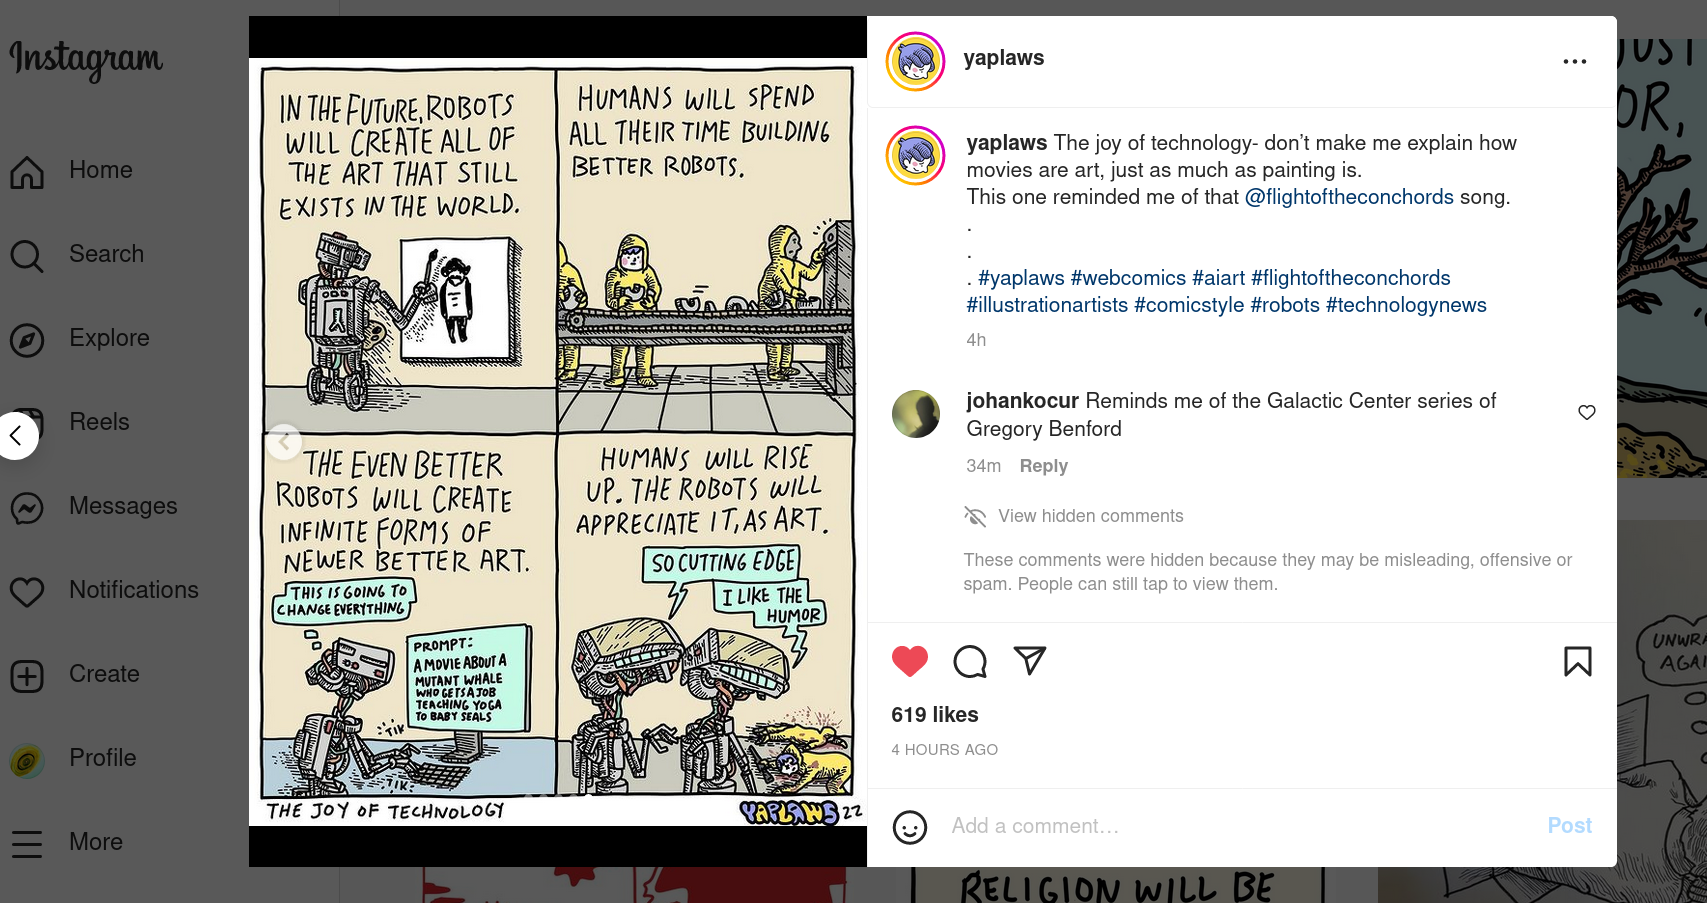 Instagram
Home
Search
Explore
Reels
Messages
Notifications
Create
Profile
More
IN THE FUTURE, ROBOTS
WILL CREATE ALL OF
THE ART THAT STILL
EXISTS IN THE WORLD.
HUMANS WILL SPEND
ALL THEIR TIME BUILDING
BETTER ROBOTS.
THE EVEN BETTER
ROBOTS WILL CREATE
INFINITE FORMS OF
NEWER BETTER ART.
THIS IS GOING TO
CHANGE EVERYTHING
PROMPT:
A MOVIE ABOUT A
MUTANT WHALE
WHO GETS A JOB
TEACHING YOGA
TO BABY SEALS
TIK
TIK
HUMANS WILL RISE
UP. THE ROBOTS WILL
APPRECIATE IT, AS ART.
SO CUTTING EDGE
I LIKE THE
HUMOR
THE JOY OF TECHNOLOGY
YAPLAWS 22
yaplaws
yaplaws The joy of technology- don’t make me explain how
movies are art, just as much as painting is.
This one reminded me of that @flightoftheconchords song.
.
.
. #yaplaws #webcomics #aiart #flightoftheconchords
#illustrationartists #comicstyle #robots #technologynews
4h
johankocur Reminds me of the Galactic Center series of
Gregory Benford
34m Reply
View hidden comments
These comments were hidden because they may be misleading, offensive or
spam. People can still tap to view them.
619 likes
4 HOURS AGO
Add a comment…
Post
RELIGION WILL BE